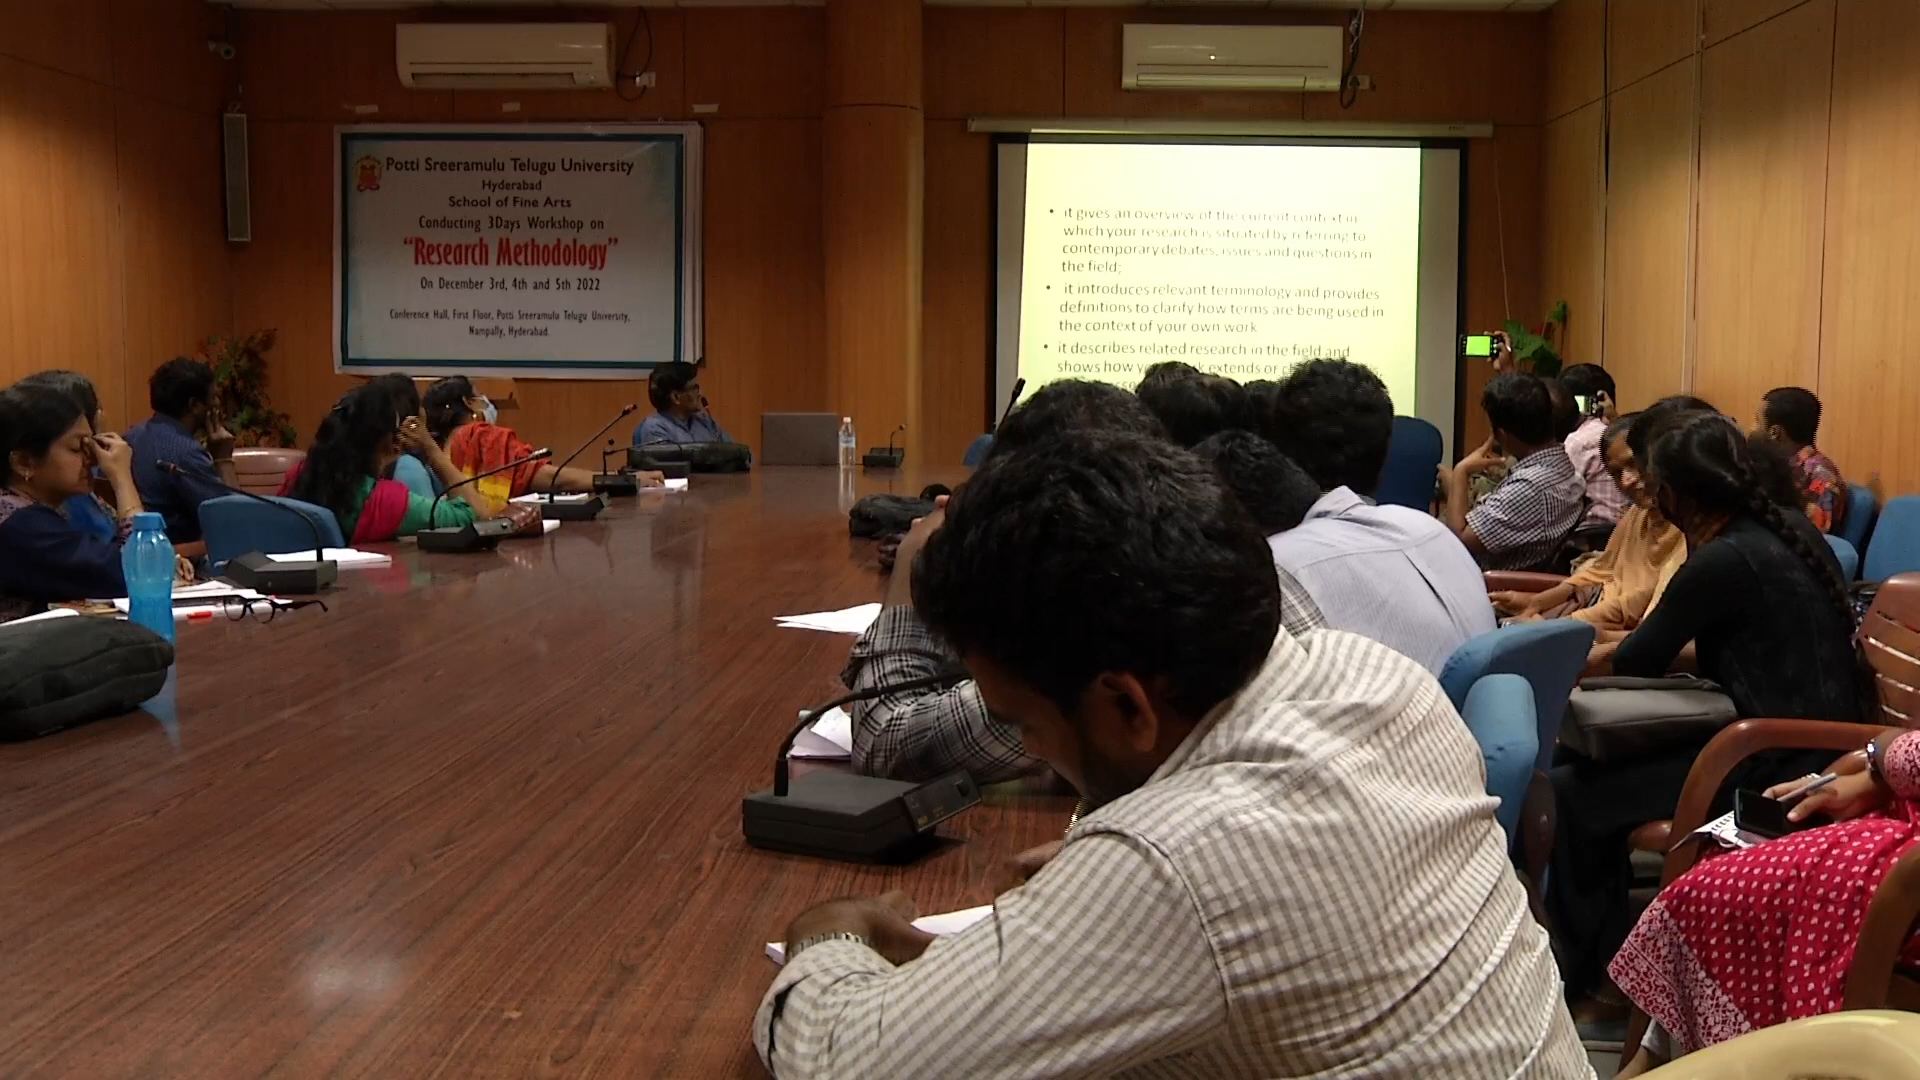 Potti Sreeramulu Telugu University
Hyderabad
School of Fine Arts
Conducting 3Days Workshop on
"Research Methodology"
On December 3rd, 4th and 5th 2022
Conference Hall, First Floor, Potti Sreeramulu Telugu University,
Nampally, Hyderabad.
• it gives an overview of the current context in
which your research is situated by referring to
contemporary debates, issues and questions in
the field;
• it introduces relevant terminology and provides
definitions to clarify how terms are being used in
the context of your own work
• it describes related research in the field and
shows how extends or